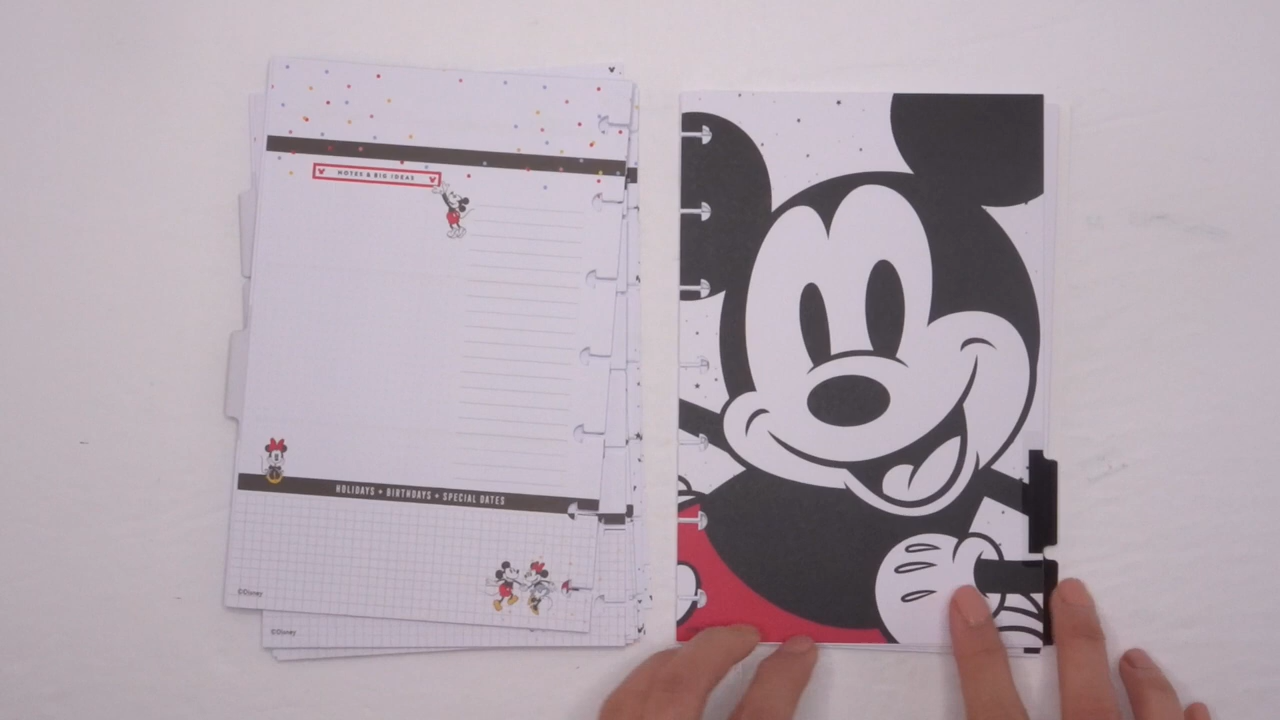 NOTES & BIG IDEAS
HOLIDAYS • BIRTHDAYS • SPECIAL DATES
©Disney
©Disney